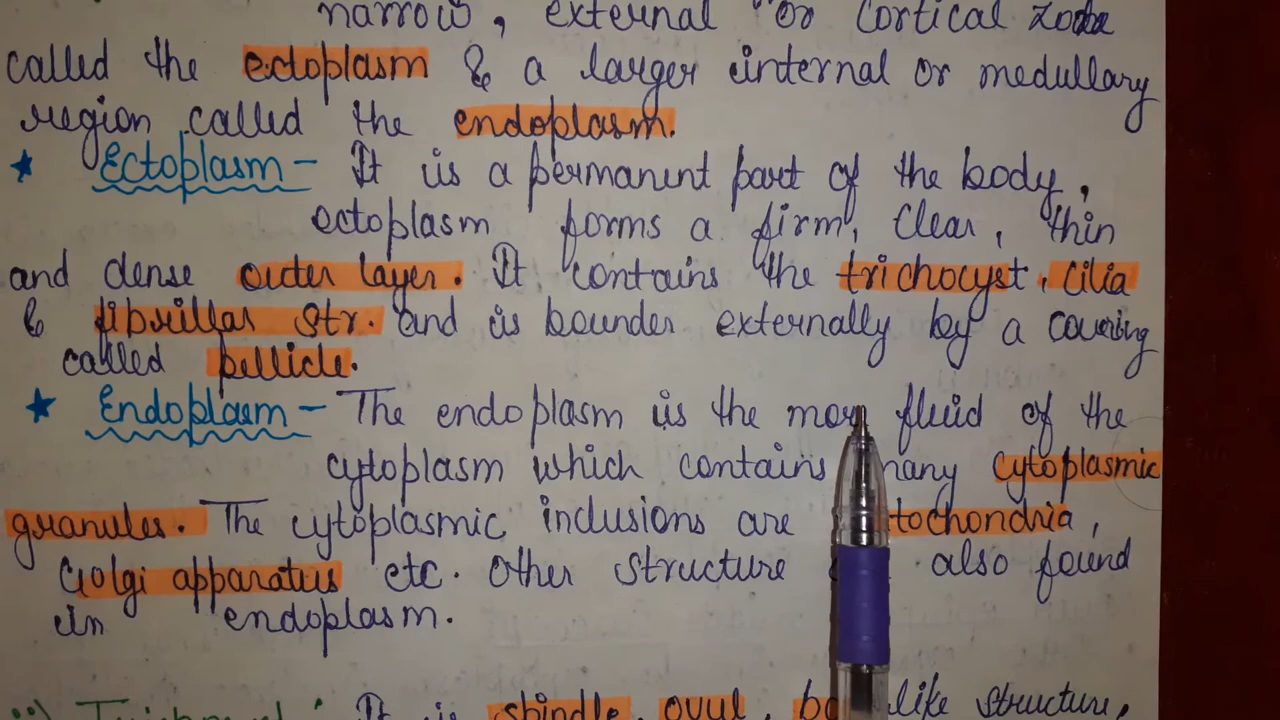 narrow, external or Cortical zone
called the ectoplasm & a larger internal or medullary
region called the endoplasm.
★ Ectoplasm - It is a permanent part of the body,
ectoplasm forms a firm, clear, thin
and dense outer layer. It contains the trichocyst, cilia
& fibrillar str. and is bounder externally by a covering
called pellicle.
★ Endoplasm - The endoplasm is the more fluid of the
cytoplasm which contains many cytoplasmic
granules. The cytoplasmic inclusions are tochondria,
Golgi apparatus etc. Other structure also found
in endoplasm.
It is spindle, oval, like structure,